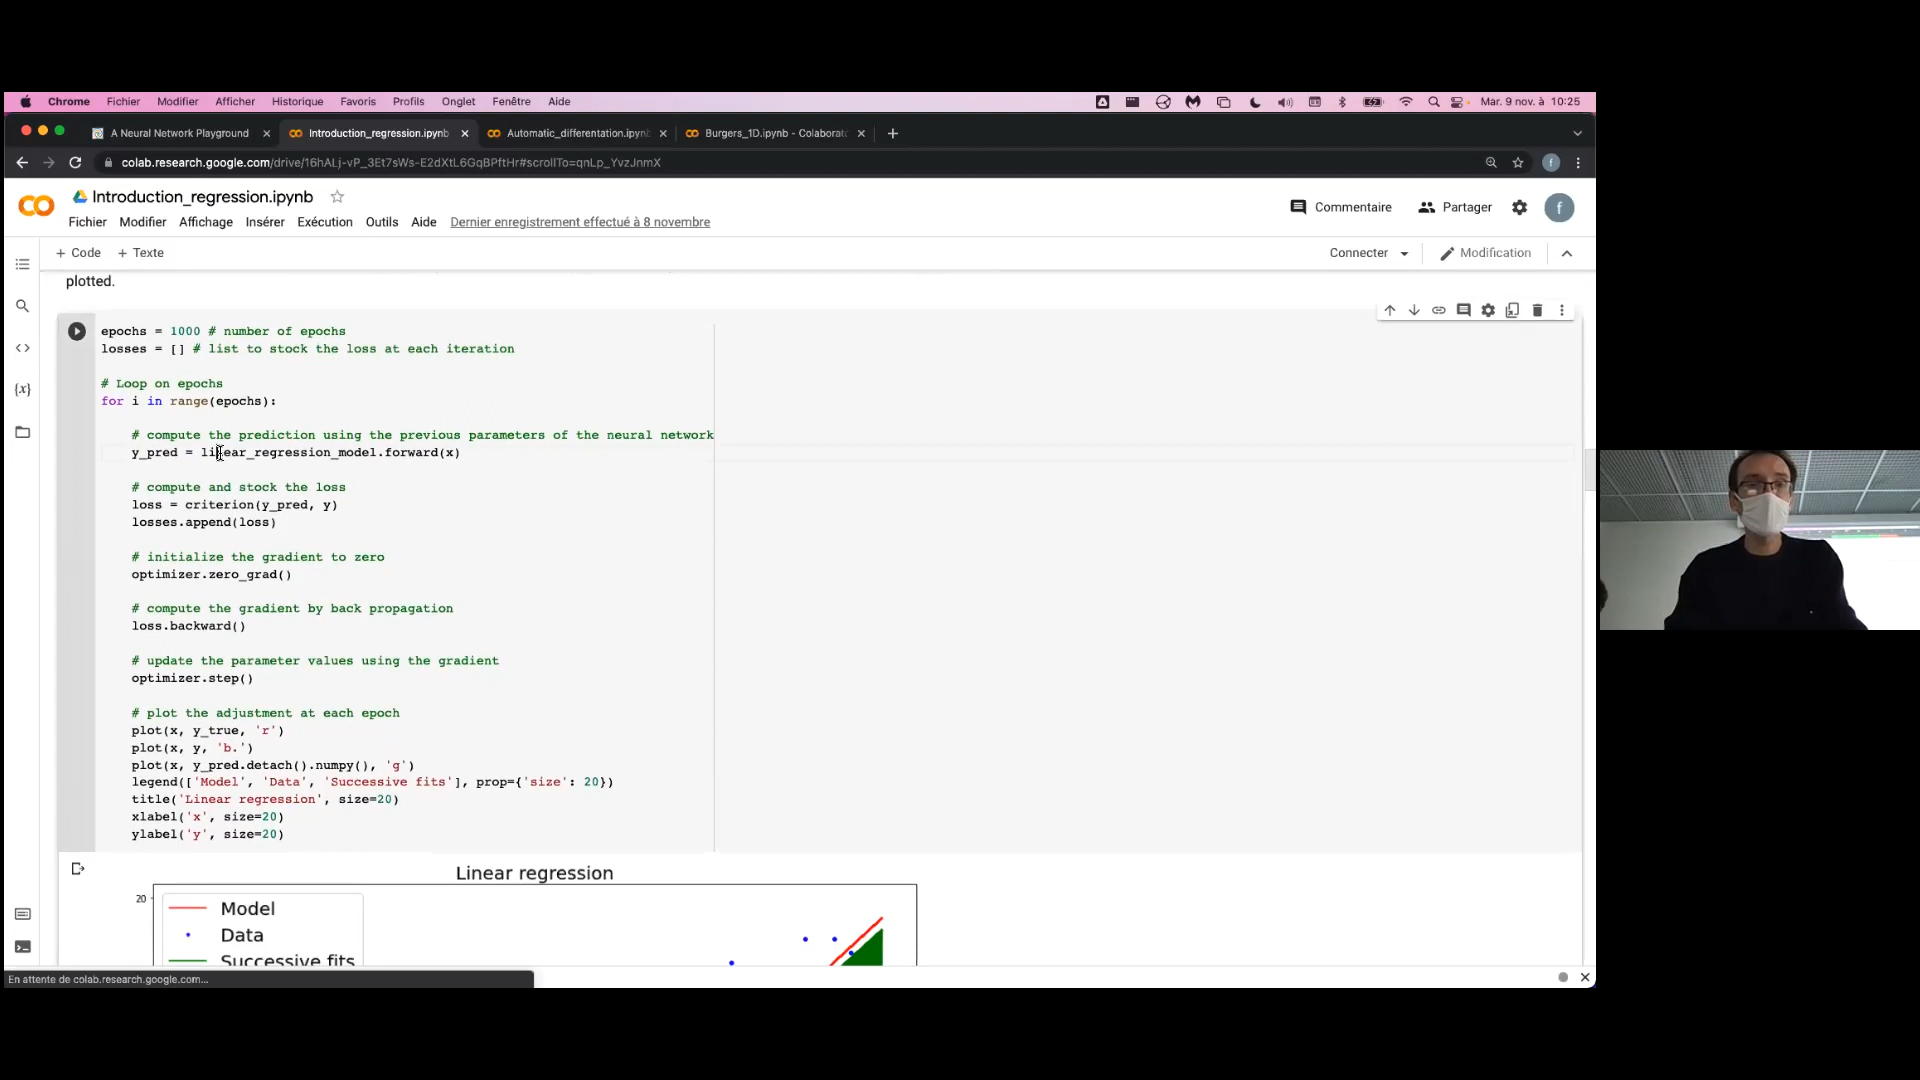 Chrome Fichier Modifier Afficher Historique Favoris Profils Onglet Fenêtre Aide Mar. 9 nov. à 10:25
A Neural Network Playground Introduction_regression.ipynb Automatic_differentation.ipynb Burgers_1D.ipynb - Colaborat
colab.research.google.com/drive/16hALj-vP_3Et7sWs-E2dXtL6GqBPftHr#scrollTo=qnLp_YvzJnmX f
Introduction_regression.ipynb
Commentaire Partager f
Fichier Modifier Affichage Insérer Exécution Outils Aide Dernier enregistrement effectué à 8 novembre
+ Code + Texte Connecter Modification
plotted.
epochs = 1000 # number of epochs
losses = [] # list to stock the loss at each iteration
# Loop on epochs
for i in range(epochs):
# compute the prediction using the previous parameters of the neural network
y_pred = linear_regression_model.forward(x)
# compute and stock the loss
loss = criterion(y_pred, y)
losses.append(loss)
# initialize the gradient to zero
optimizer.zero_grad()
# compute the gradient by back propagation
loss.backward()
# update the parameter values using the gradient
optimizer.step()
# plot the adjustment at each epoch
plot(x, y_true, 'r')
plot(x, y, 'b.')
plot(x, y_pred.detach().numpy(), 'g')
legend(['Model', 'Data', 'Successive fits'], prop={'size': 20})
title('Linear regression', size=20)
xlabel('x', size=20)
ylabel('y', size=20)
Linear regression
20
Model
Data
Successive fits
En attente de colab.research.google.com...